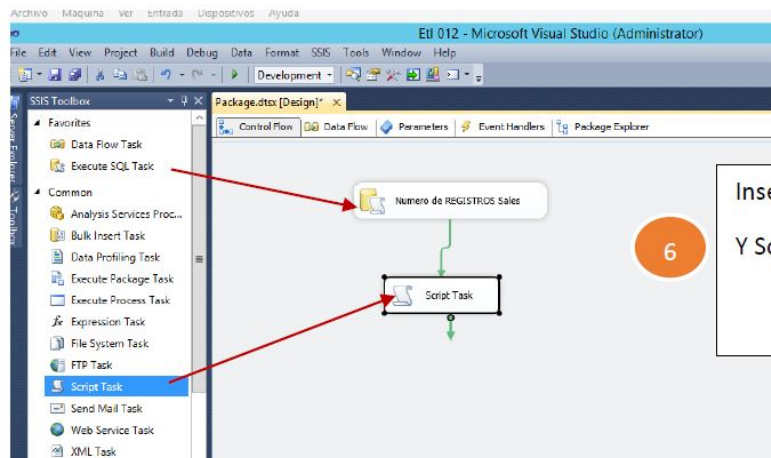 Archivo Maquina Ver Entrada Dispositivos Ayuda
Etl 012 - Microsoft Visual Studio (Administrator)
File Edit View Project Build Debug Data Format SSIS Tools Window Help
Development
SSIS Toolbox
Package.dtsx [Design]*
Control Flow Data Flow Parameters Event Handlers Package Explorer
Server Explorer
Toolbox
Favorites
Data Flow Task
Execute SQL Task
Common
Analysis Services Proc...
Bulk Insert Task
Data Profiling Task
Execute Package Task
Execute Process Task
fx Expression Task
File System Task
FTP Task
Script Task
Send Mail Task
Web Service Task
XML Task
Numero de REGISTROS Sales
Script Task
6
Inse
Y Sc